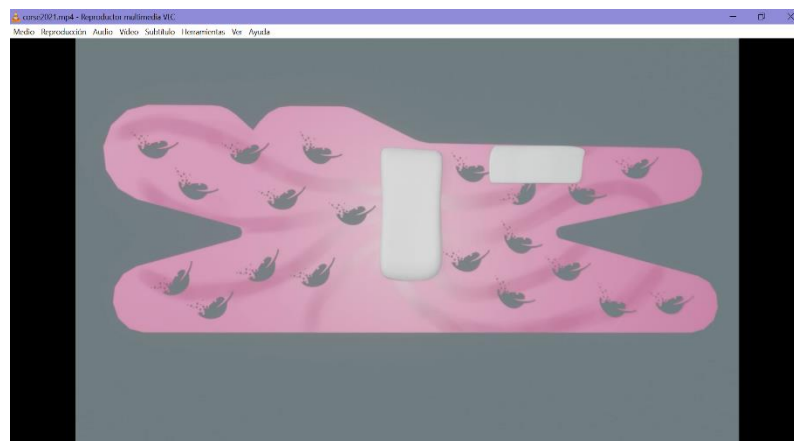 corse2021.mp4 - Reproductor multimedia VLC
Medio Reproducción Audio Vídeo Subtítulo Herramientas Ver Ayuda